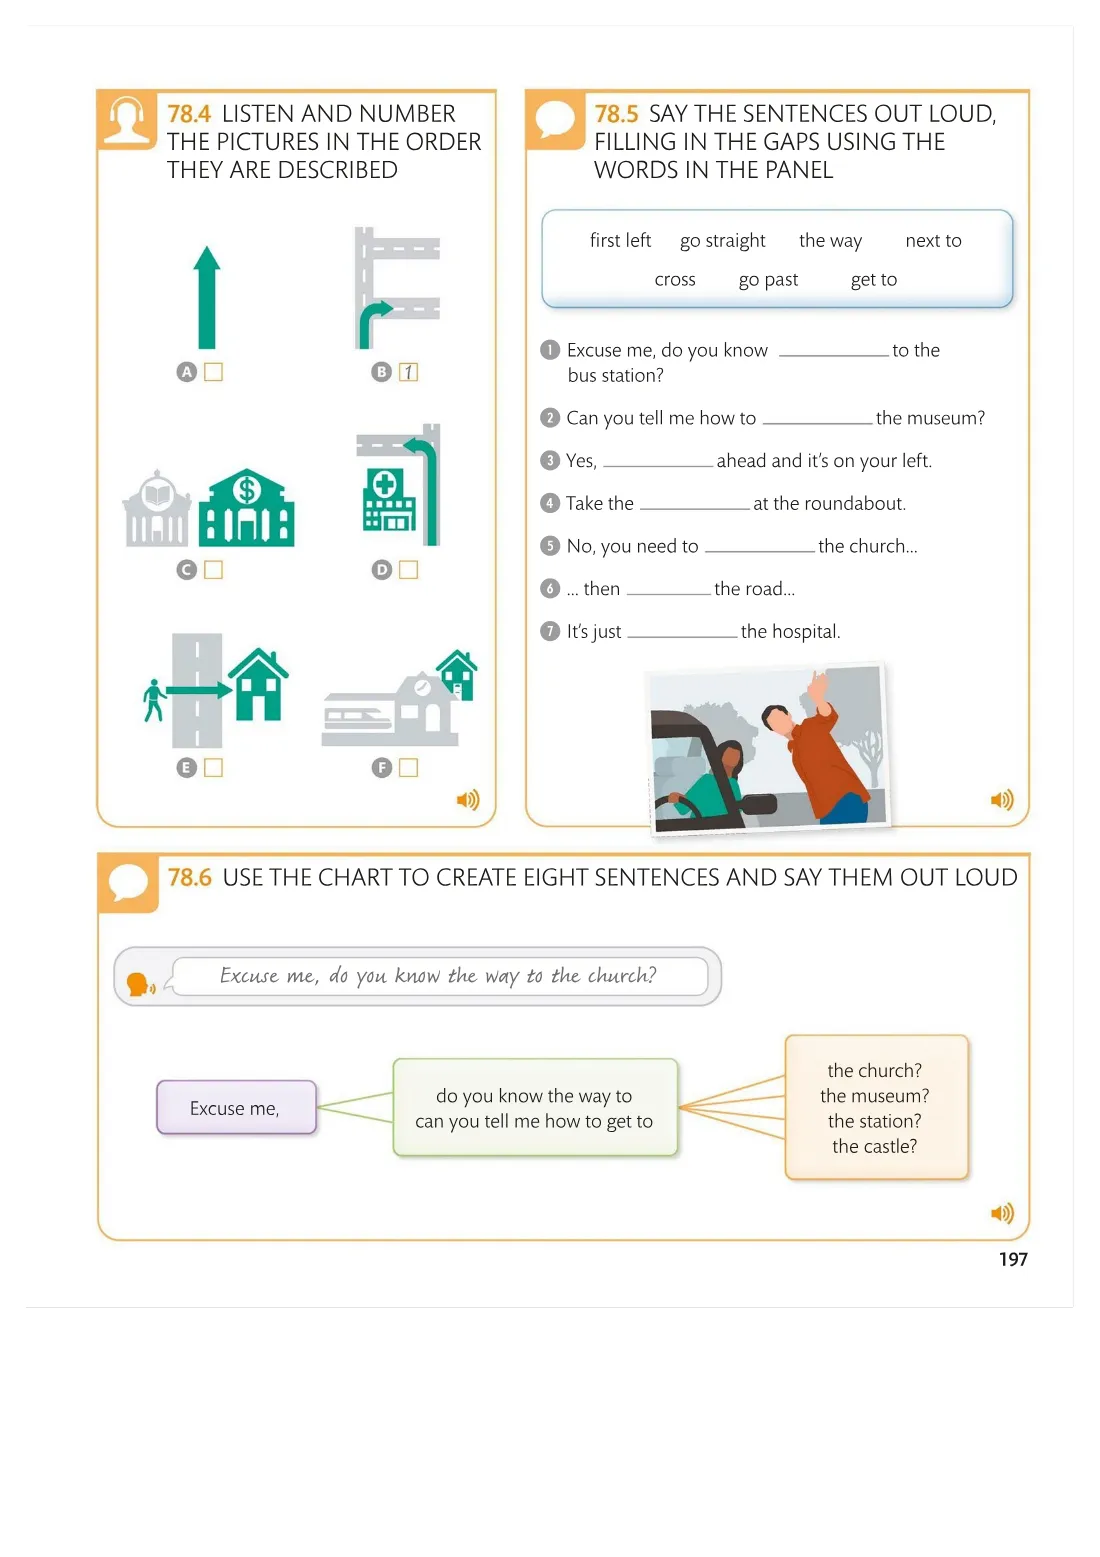 78.4 LISTEN AND NUMBER
THE PICTURES IN THE ORDER
THEY ARE DESCRIBED
A
B 1
$
C
D
E
F
78.5 SAY THE SENTENCES OUT LOUD,
FILLING IN THE GAPS USING THE
WORDS IN THE PANEL
first left go straight the way next to
cross go past get to
1 Excuse me, do you know ____ to the
bus station?
2 Can you tell me how to ____ the museum?
3 Yes, ____ ahead and it's on your left.
4 Take the ____ at the roundabout.
5 No, you need to ____ the church...
6 ... then ____ the road...
7 It's just ____ the hospital.
78.6 USE THE CHART TO CREATE EIGHT SENTENCES AND SAY THEM OUT LOUD
Excuse me, do you know the way to the church?
Excuse me,
do you know the way to
can you tell me how to get to
the church?
the museum?
the station?
the castle?
197